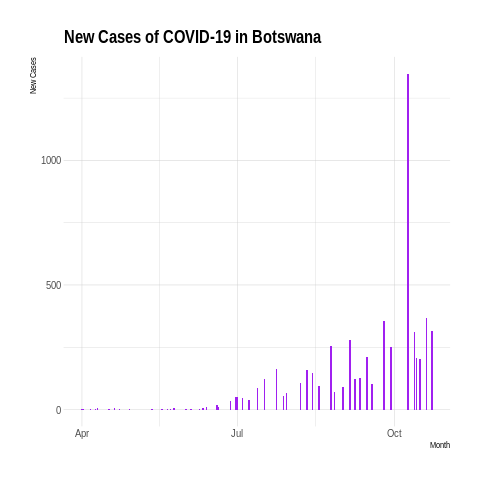 New Cases of COVID-19 in Botswana
New Cases
1000
500
0
Apr
Jul
Oct
Month